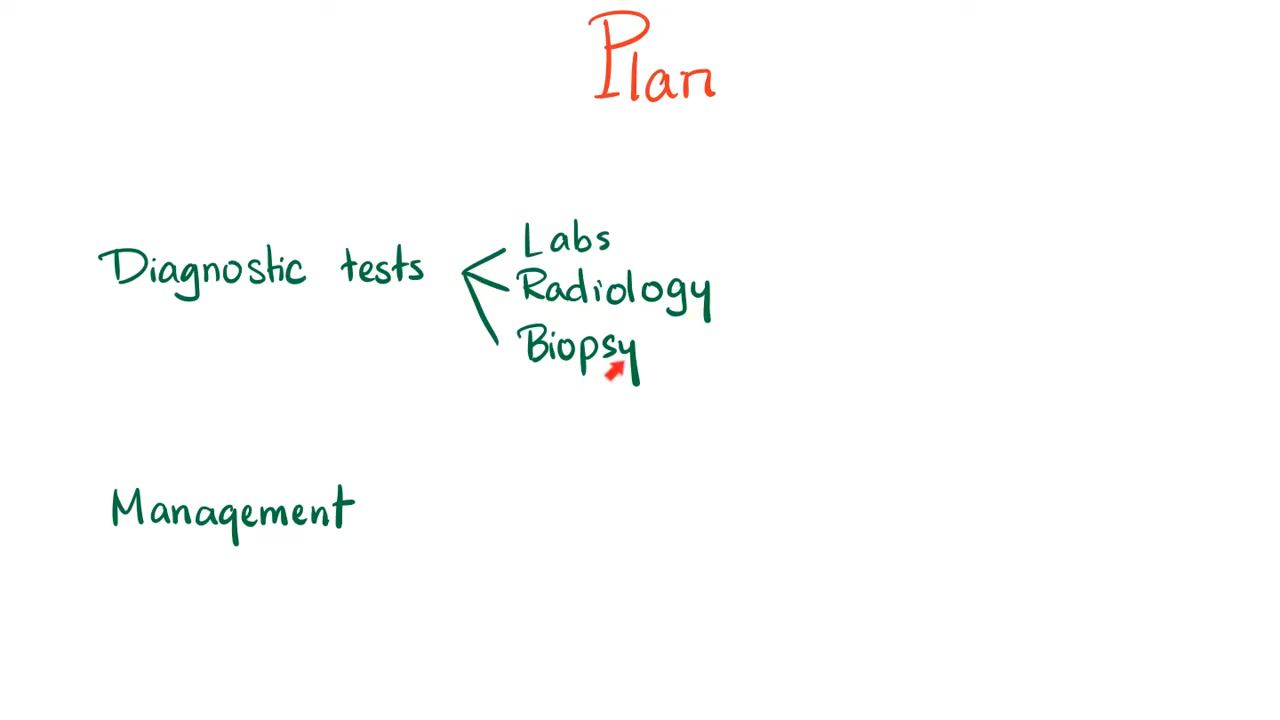 Plan
Labs
Diagnostic tests
Radiology
Biopsy
Management